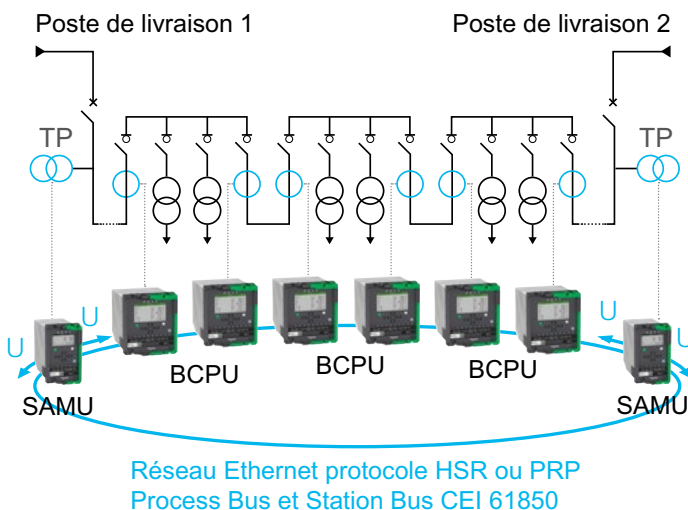 Poste de livraison 1
Poste de livraison 2
TP
TP
U
U
U
U
BCPU
BCPU
BCPU
SAMU
SAMU
Réseau Ethernet protocole HSR ou PRP
Process Bus et Station Bus CEI 61850